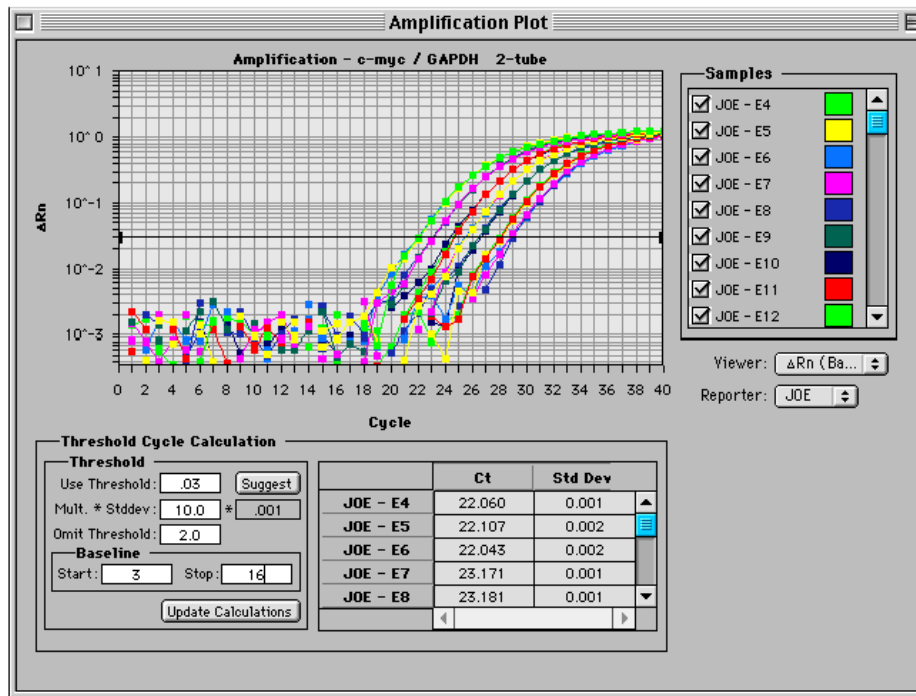 Amplification Plot
Amplification - c-myc / GAPDH 2-tube
10^ 1
10^ 0
10^-1
10^-2
10^-3
ΔRn
0 2 4 6 8 10 12 14 16 18 20 22 24 26 28 30 32 34 36 38 40
Cycle
Samples
JOE - E4
JOE - E5
JOE - E6
JOE - E7
JOE - E8
JOE - E9
JOE - E10
JOE - E11
JOE - E12
Viewer: ΔRn (Ba...
Reporter: JOE
Threshold Cycle Calculation
Threshold
Use Threshold: .03 Suggest
Mult. * Stddev: 10.0 * .001
Omit Threshold: 2.0
Baseline
Start: 3 Stop: 16
Update Calculations
Ct Std Dev
JOE - E4 22.060 0.001
JOE - E5 22.107 0.002
JOE - E6 22.043 0.002
JOE - E7 23.171 0.001
JOE - E8 23.181 0.001